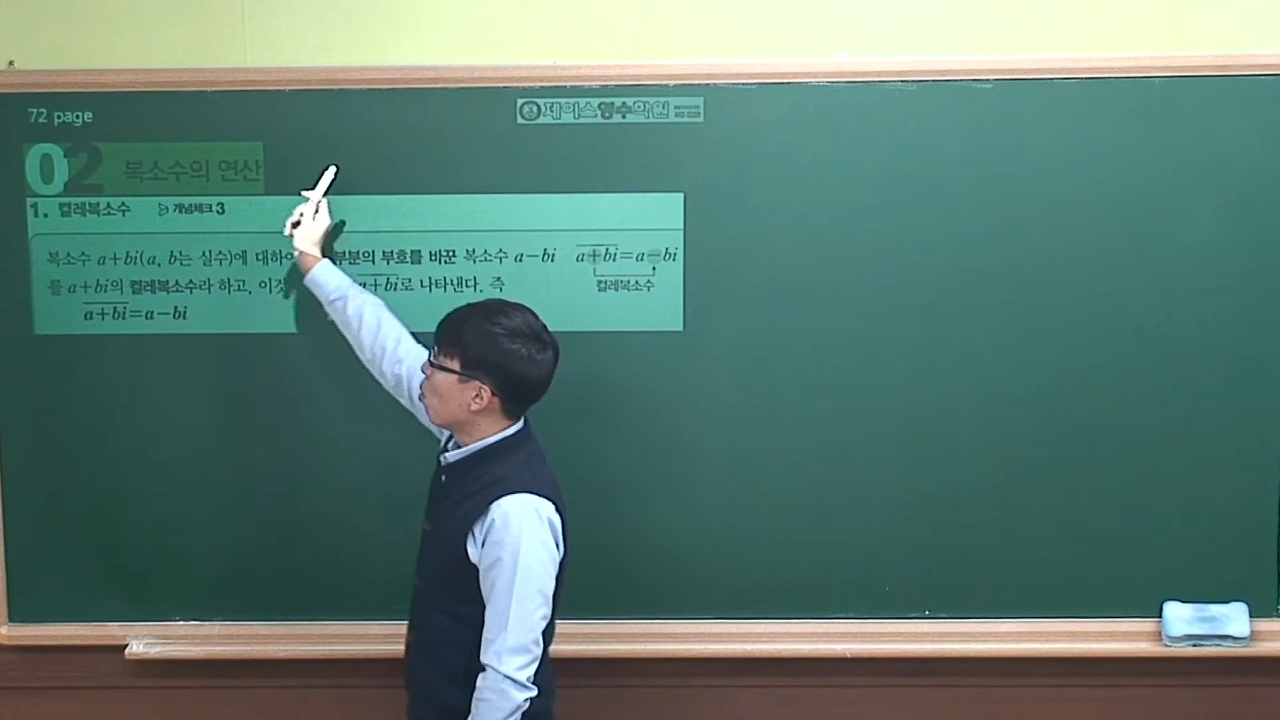 72 page
제이스영수학원
02 복소수의 연산
1. 켤레복소수 ▷ 개념체크 3
복소수 a+bi(a, b는 실수)에 대하여 부분의 부호를 바꾼 복소수 a-bi
를 a+bi의 켤레복소수라 하고, 이것 \overline{a+bi}로 나타낸다. 즉
\overline{a+bi}=a-bi
\overline{a+bi}=a-bi
켤레복소수